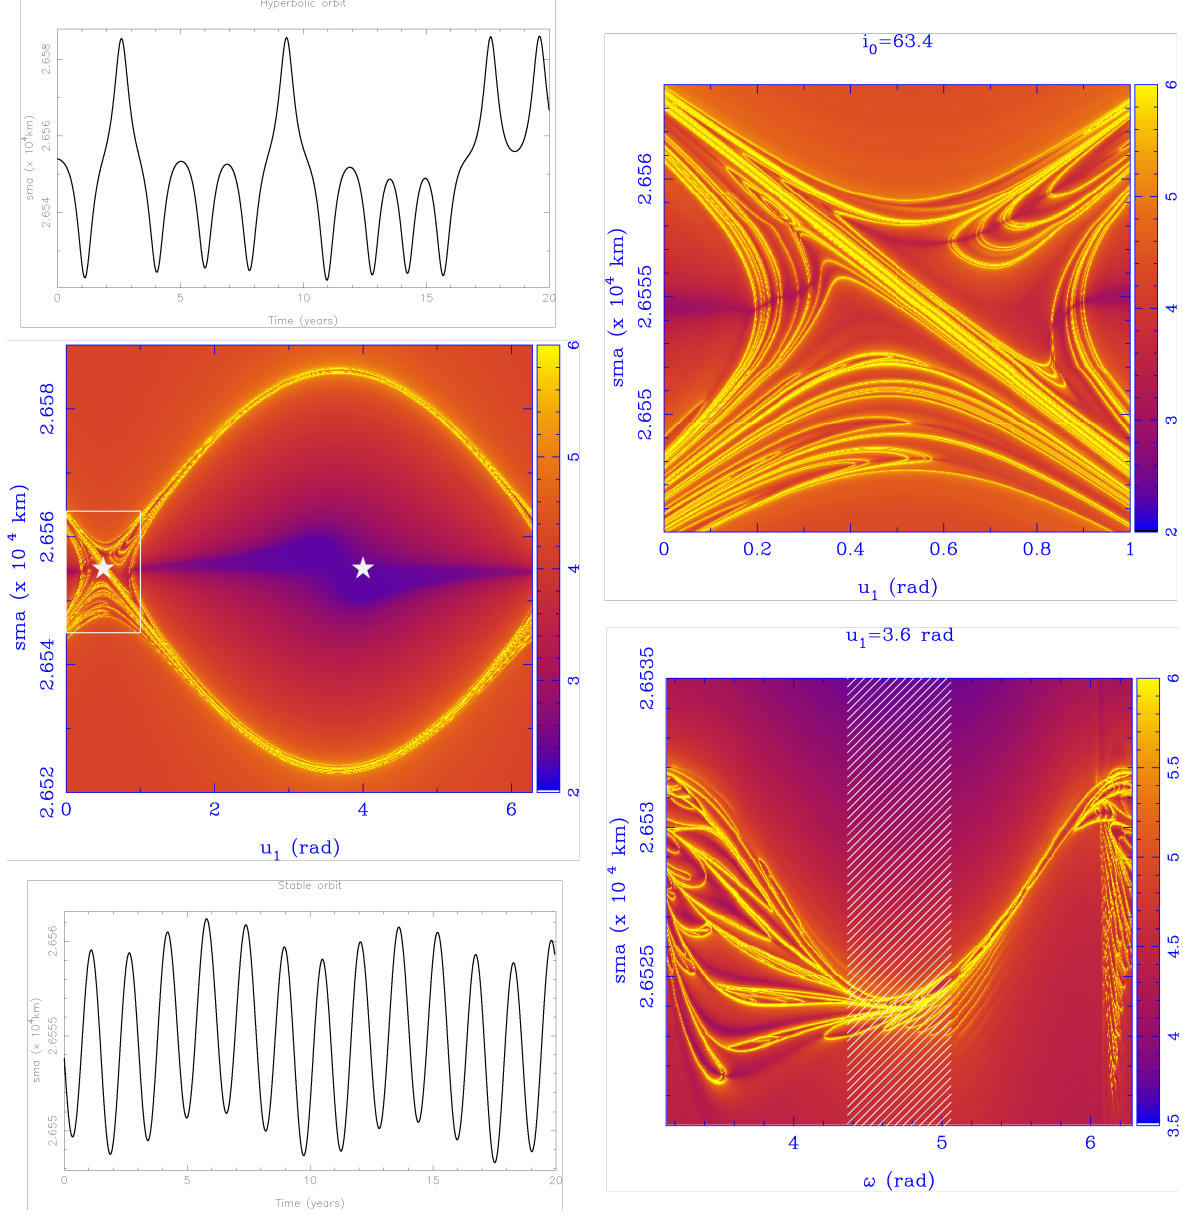 Hyperbolic orbit
2.658
2.656
2.654
sma (x 10⁴km)
0 5 10 15 20
Time (years)
2.658
2.656
2.654
2.652
sma (x 10⁴ km)
6
5
4
3
2
0 2 4 6
u₁ (rad)
Stable orbit
2.656
2.6555
2.655
sma (x 10⁴km)
0 5 10 15 20
Time (years)
i₀=63.4
2.656
2.6555
2.655
sma (x 10⁴ km)
6
5
4
3
2
0 0.2 0.4 0.6 0.8 1
u₁ (rad)
u₁=3.6 rad
2.6535
2.653
2.6525
sma (x 10⁴ km)
6
5.5
5
4.5
4
3.5
4 5 6
ω (rad)